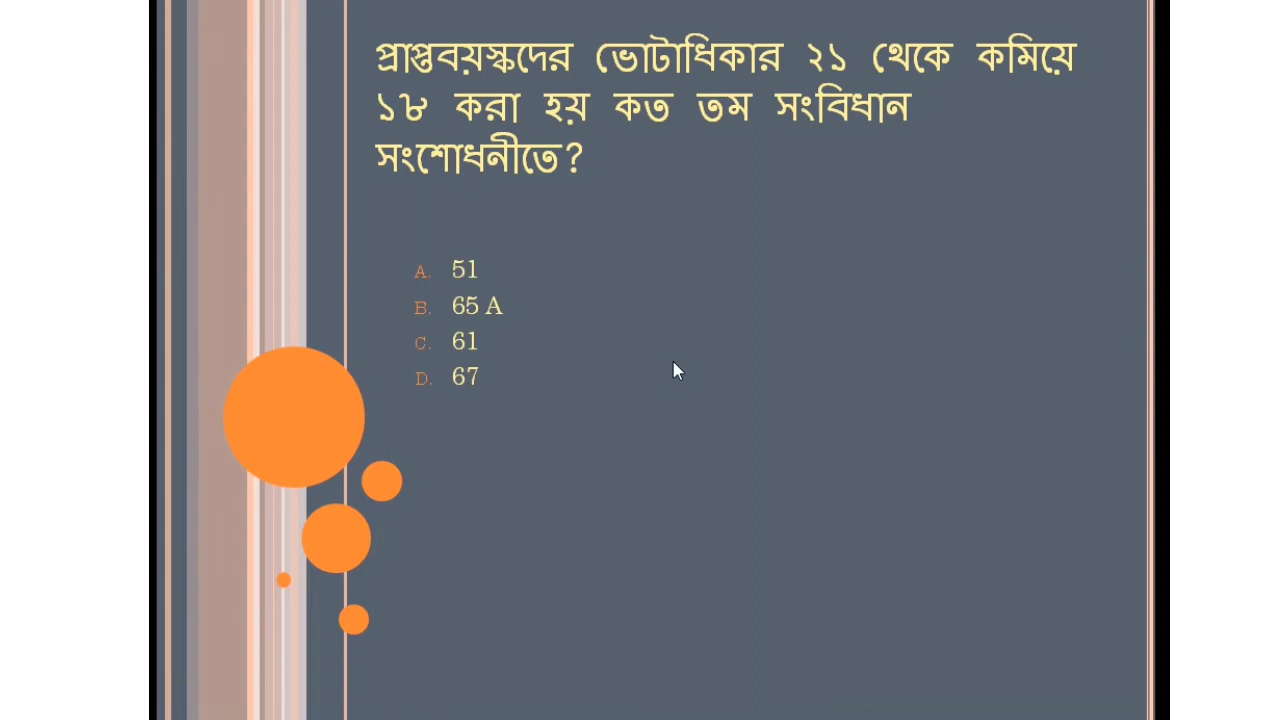 প্রাপ্তবয়স্কদের ভোটাধিকার ২১ থেকে কমিয়ে
১৮ করা হয় কত তম সংবিধান
সংশোধনীতে?
A. 51
B. 65 A
C. 61
D. 67